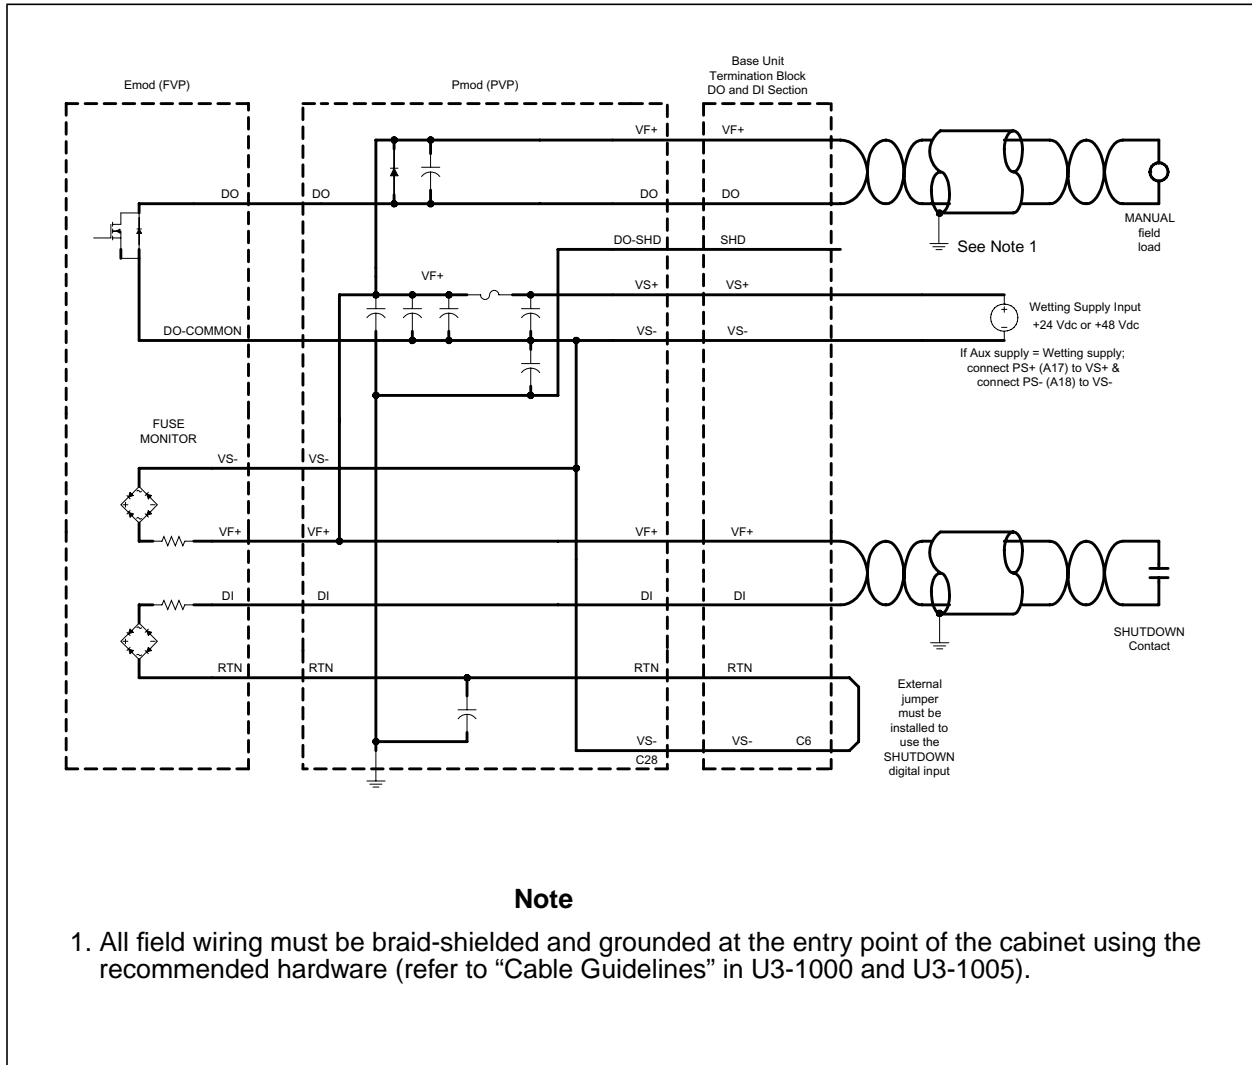 Base Unit
Termination Block
DO and DI Section
Emod (FVP)
Pmod (PVP)
VF+
VF+
DO
DO
DO
DO
MANUAL
field
load
DO-SHD
SHD
See Note 1
VF+
VS+
VS+
Wetting Supply Input
+24 Vdc or +48 Vdc
+
−
DO-COMMON
VS-
VS-
If Aux supply = Wetting supply;
connect PS+ (A17) to VS+ &
connect PS- (A18) to VS-
FUSE
MONITOR
VS-
VS-
VF+
VF+
VF+
VF+
DI
DI
DI
DI
SHUTDOWN
Contact
RTN
RTN
RTN
RTN
External
jumper
must be
installed to
use the
SHUTDOWN
digital input
VS-
VS-
C6
C28
Note
1. All field wiring must be braid-shielded and grounded at the entry point of the cabinet using the
recommended hardware (refer to “Cable Guidelines” in U3-1000 and U3-1005).